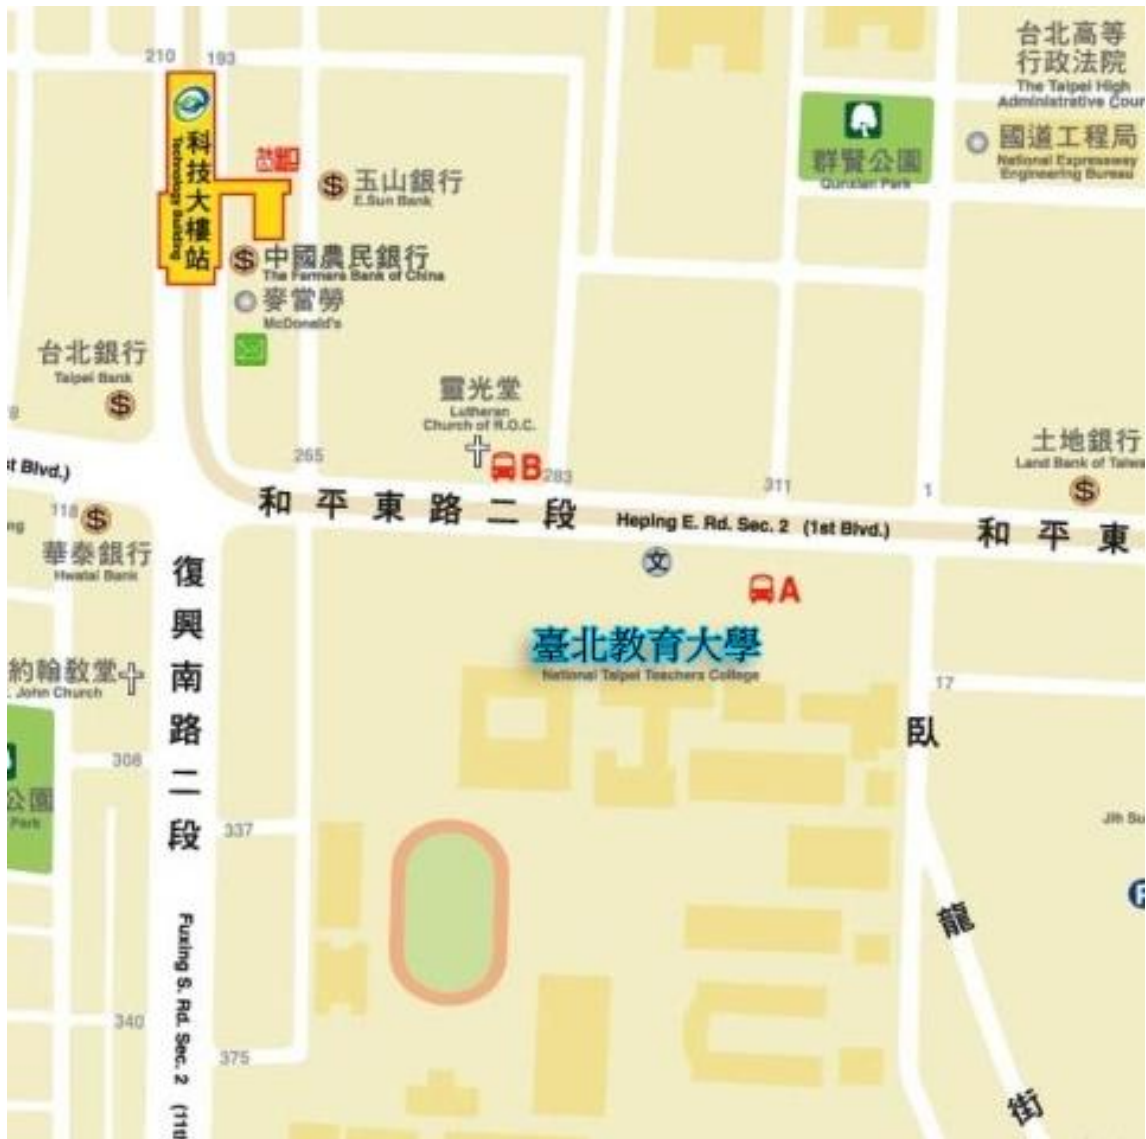 210
193
台北高等
行政法院
The Taipei High
Administrative Cour
科技大樓站
Technology Building
玉山銀行
E.Sun Bank
群賢公園
Qunxian Park
國道工程局
National Expressway
Engineering Bureau
中國農民銀行
The Farmers Bank of China
麥當勞
McDonald's
台北銀行
Taipei Bank
靈光堂
Lutheran
Church of R.O.C.
土地銀行
Land Bank of Taiwa
265
B
283
311
1
st Blvd.)
和平東路二段
Heping E. Rd. Sec. 2 (1st Blvd.)
和平東
118
華泰銀行
Hwatai Bank
文
A
臺北教育大學
National Taipei Teachers College
復興南路二段
Fuxing S. Rd. Sec. 2 (11th
約翰教堂
. John Church
17
308
公園
Park
337
340
375
臥龍街
Jih Su
P